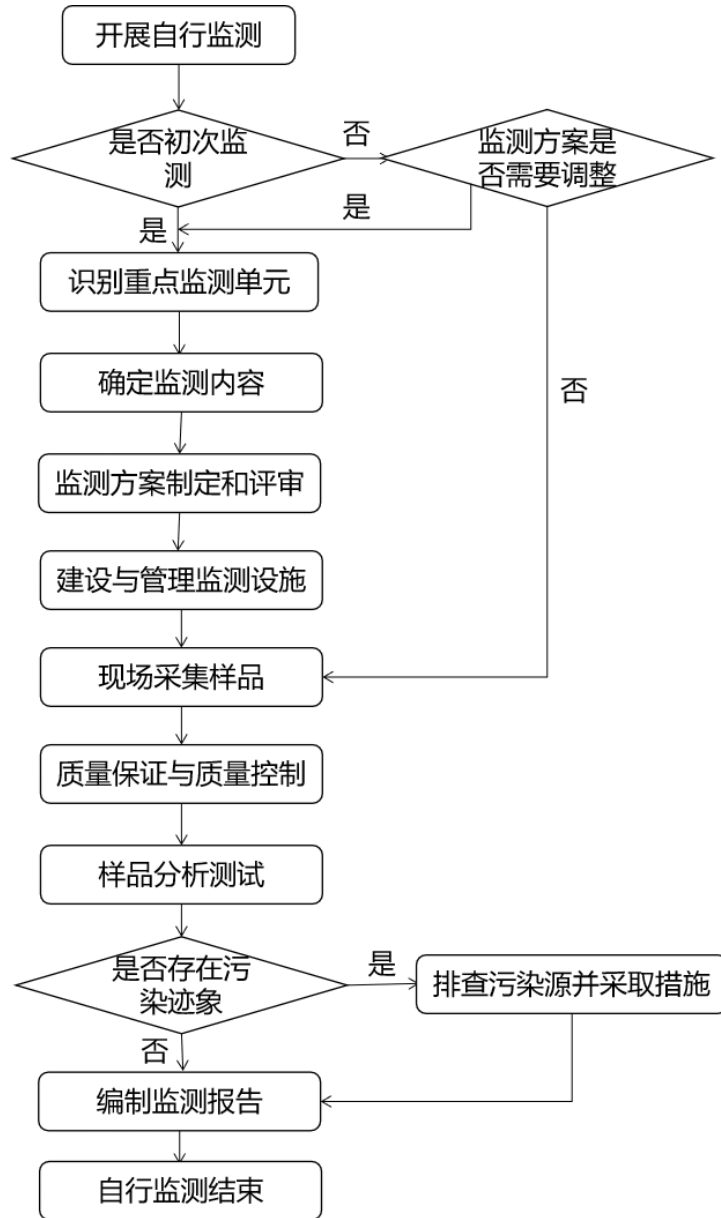 开展自行监测
是否初次监
测
否
监测方案是
否需要调整
是
是
识别重点监测单元
确定监测内容
否
监测方案制定和评审
建设与管理监测设施
现场采集样品
质量保证与质量控制
样品分析测试
是否存在污
染迹象
是
排查污染源并采取措施
否
编制监测报告
自行监测结束